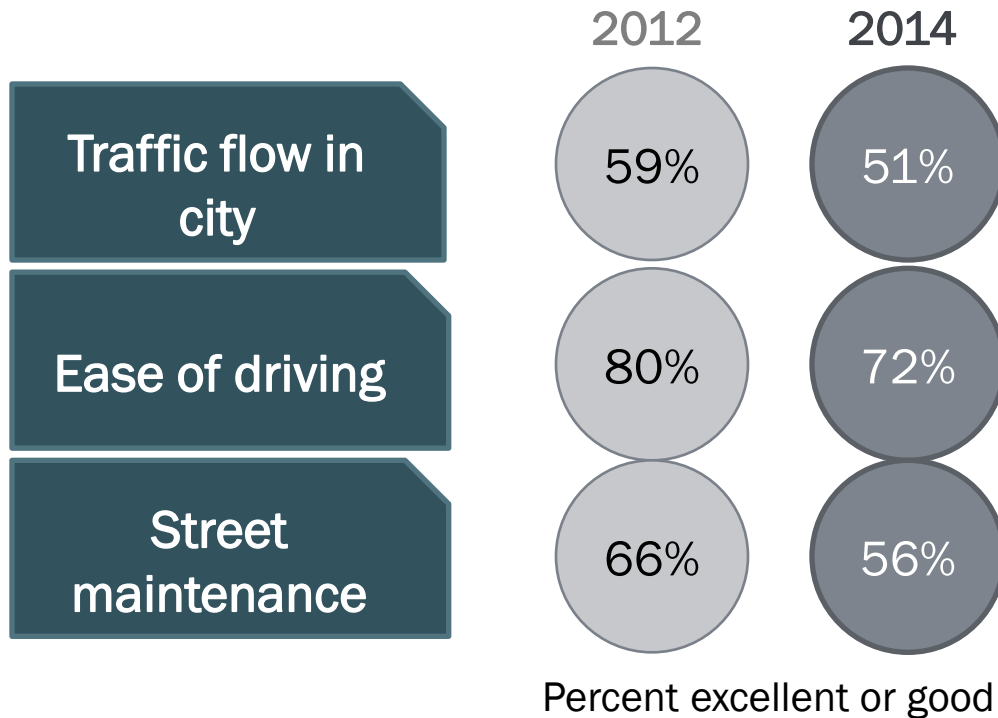 2012 2014
Traffic flow in
city
59% 51%
Ease of driving
80% 72%
Street
maintenance
66% 56%
Percent excellent or good